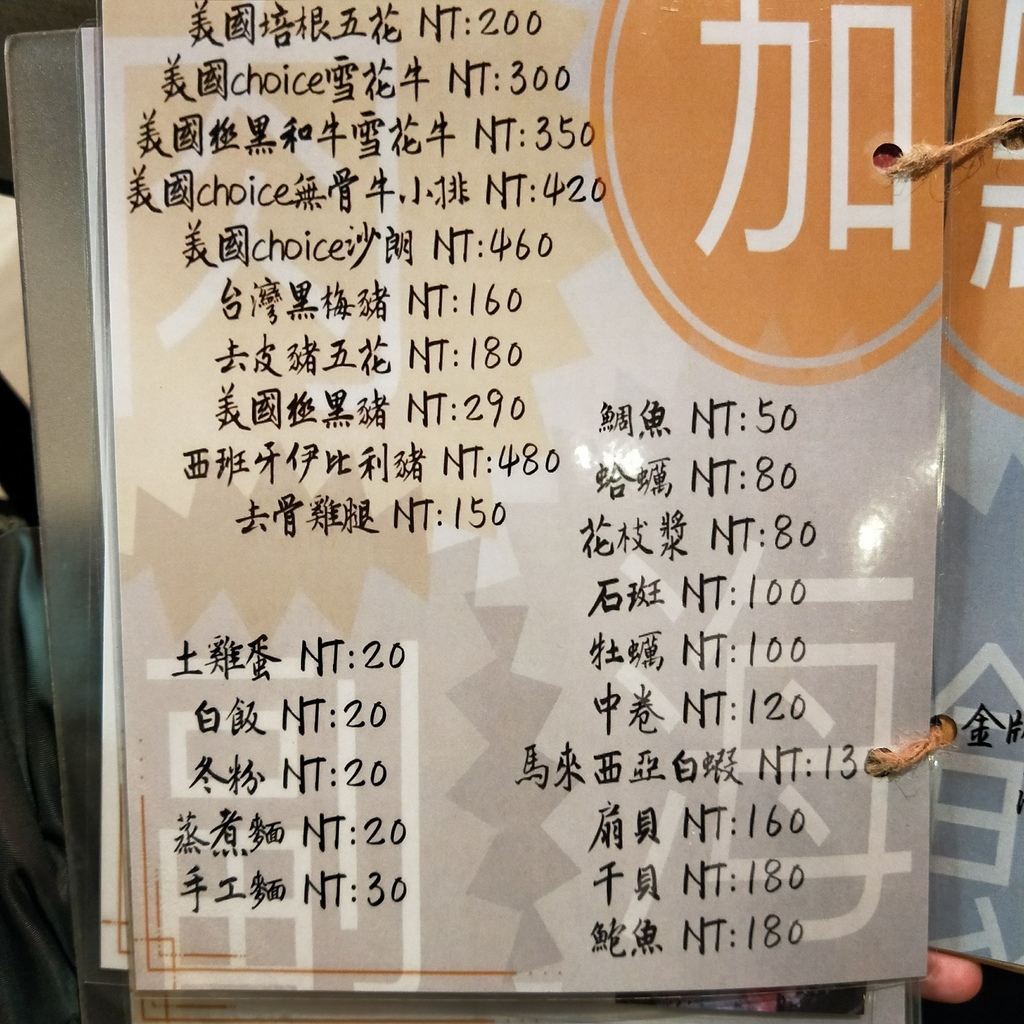 加
美國培根五花 NT:200
美國choice雪花牛 NT:300
美國極黑和牛雪花牛 NT:350
美國choice無骨牛小排 NT:420
美國choice沙朗 NT:460
台灣黑梅豬 NT:160
去皮豬五花 NT:180
美國極黑豬 NT:290
西班牙伊比利豬 NT:480
去骨雞腿 NT:150
副
土雞蛋 NT:20
白飯 NT:20
冬粉 NT:20
蒸煮麵 NT:20
手工麵 NT:30
海
鯛魚 NT:50
蛤蠣 NT:80
花枝漿 NT:80
石斑 NT:100
牡蠣 NT:100
中卷 NT:120
馬來西亞白蝦 NT:13
扇貝 NT:160
干貝 NT:180
鮑魚 NT:180
金牌